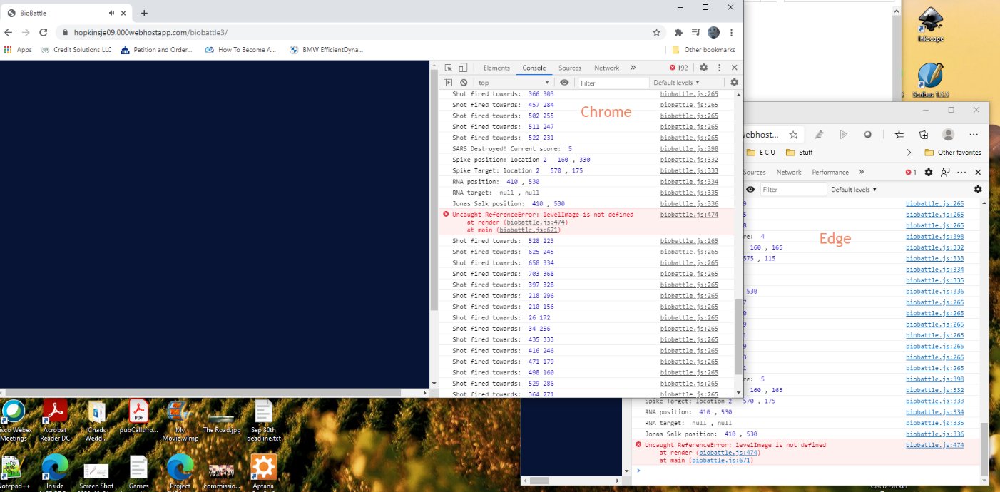 BioBattle
hopkinsje09.000webhostapp.com/biobattle3/
Apps Credit Solutions LLC Petition and Order... How To Become A... BMW EfficientDyna... Other bookmarks
Elements Console Sources Network » 192
top Filter Default levels
Shot fired towards: 366 303 biobattle.js:265
Shot fired towards: 457 284 biobattle.js:265
Shot fired towards: 502 255 biobattle.js:265
Shot fired towards: 511 247 biobattle.js:265
Shot fired towards: 522 231 biobattle.js:265
SARS Destroyed! Current score: 5 biobattle.js:398
Spike position: location 2 160 , 330 biobattle.js:332
Spike Target: location 2 570 , 175 biobattle.js:333
RNA position: 410 , 530 biobattle.js:334
RNA target: null , null biobattle.js:335
Jonas Salk position: 410 , 530 biobattle.js:336
Uncaught ReferenceError: levelImage is not defined biobattle.js:474
at render (biobattle.js:474)
at main (biobattle.js:671)
Shot fired towards: 528 223 biobattle.js:265
Shot fired towards: 625 245 biobattle.js:265
Shot fired towards: 658 334 biobattle.js:265
Shot fired towards: 703 368 biobattle.js:265
Shot fired towards: 397 328 biobattle.js:265
Shot fired towards: 218 296 biobattle.js:265
Shot fired towards: 210 156 biobattle.js:265
Shot fired towards: 26 172 biobattle.js:265
Shot fired towards: 34 256 biobattle.js:265
Shot fired towards: 435 333 biobattle.js:265
Shot fired towards: 416 246 biobattle.js:265
Shot fired towards: 471 179 biobattle.js:265
Shot fired towards: 498 160 biobattle.js:265
Shot fired towards: 529 286 biobattle.js:265
Shot fired towards: 364 271 biobattle.js:265
Chrome
Inkscape
Scribus 1.5.5
webhost...
E C U Stuff Other favorites
Sources Network Performance » 1
Filter Default levels
9 biobattle.js:265
5 biobattle.js:265
8 biobattle.js:265
re: 4 biobattle.js:398
160 , 165 biobattle.js:332
575 , 115 biobattle.js:333
biobattle.js:334
biobattle.js:335
530 biobattle.js:336
7 biobattle.js:265
0 biobattle.js:265
9 biobattle.js:265
1 biobattle.js:265
9 biobattle.js:265
3 biobattle.js:265
1 biobattle.js:265
re: 5 biobattle.js:398
160 , 165 biobattle.js:332
Spike Target: location 2 570 , 175 biobattle.js:333
RNA position: 410 , 530 biobattle.js:334
RNA target: null , null biobattle.js:335
Jonas Salk position: 410 , 530 biobattle.js:336
Uncaught ReferenceError: levelImage is not defined biobattle.js:474
at render (biobattle.js:474)
at main (biobattle.js:671)
Edge
isco Webex
Meetings
Acrobat
Reader DC
Chads
Weddi...
PDF
pubCallsfro...
My
Movie.wlmp
The Road.jpg
Sep 30th
deadline.txt
lotepad++
Inside
Screen Shot
Games
Project
commissio...
Aptana
Cisco Packet